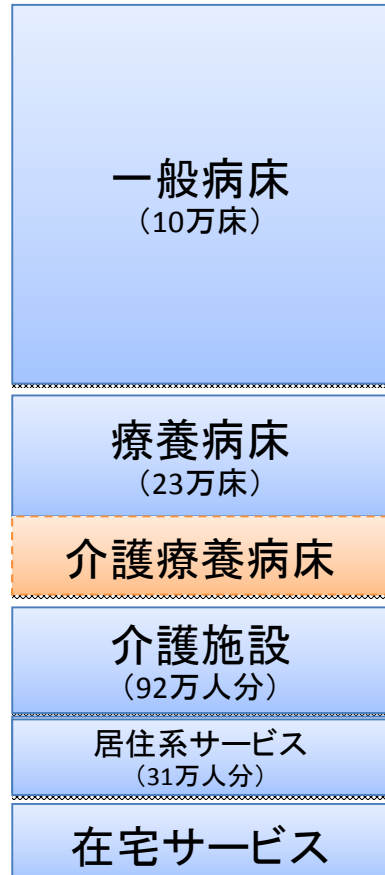 一般病床
（10万床）
療養病床
（23万床）
介護療養病床
介護施設
（92万人分）
居住系サービス
（31万人分）
在宅サービス